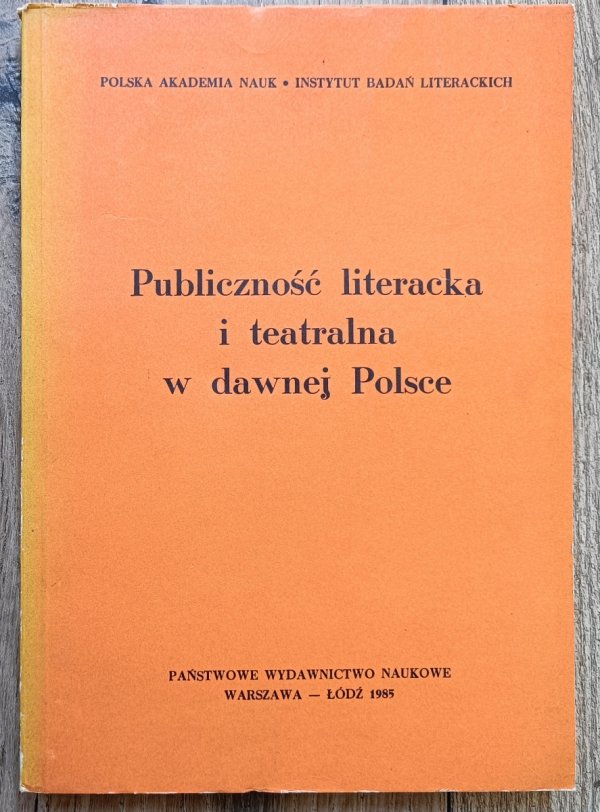 POLSKA AKADEMIA NAUK • INSTYTUT BADAŃ LITERACKICH
Publiczność literacka
i teatralna
w dawnej Polsce
PAŃSTWOWE WYDAWNICTWO NAUKOWE
WARSZAWA — ŁÓDŹ 1985